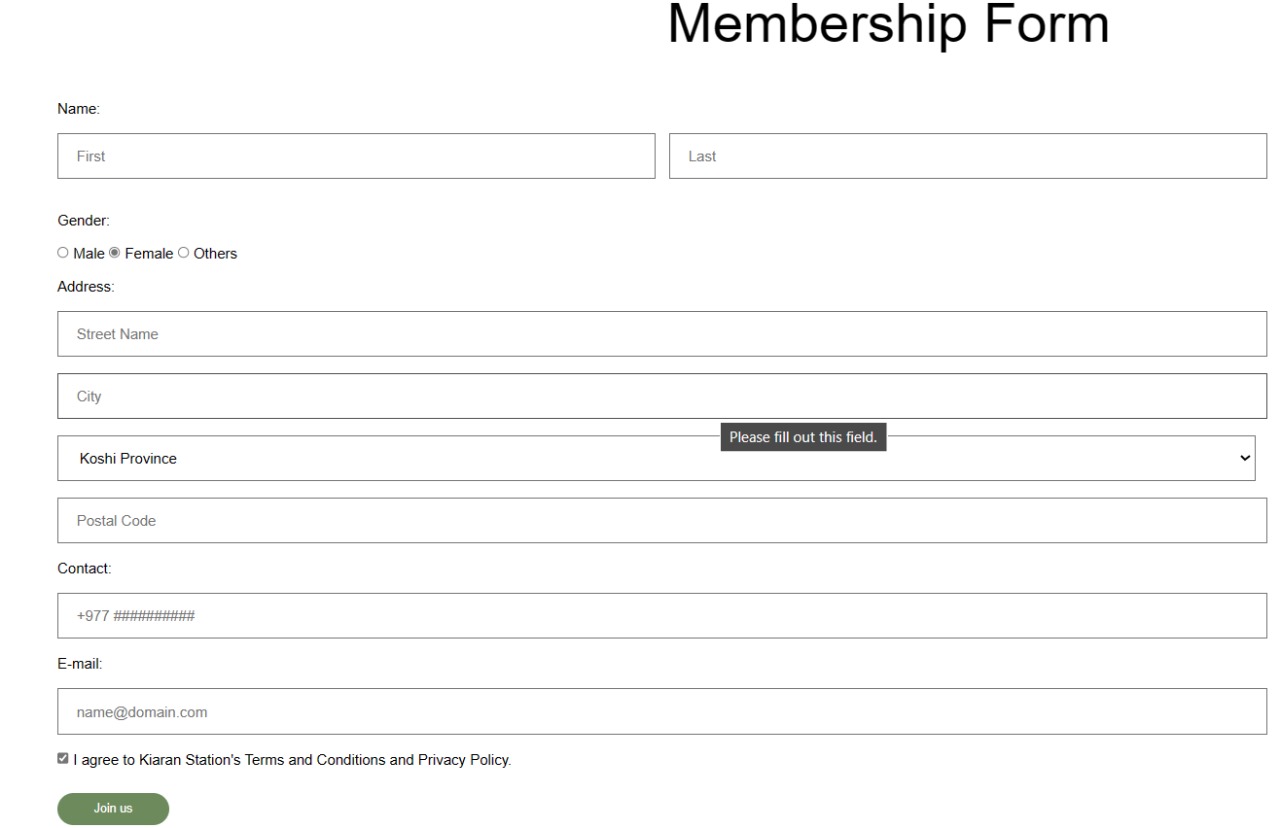 Membership Form
Name:
First
Last
Gender:
Male Female Others
Address:
Street Name
City
Please fill out this field.
Koshi Province
Postal Code
Contact:
+977 ##########
E-mail:
name@domain.com
I agree to Kiaran Station's Terms and Conditions and Privacy Policy.
Join us